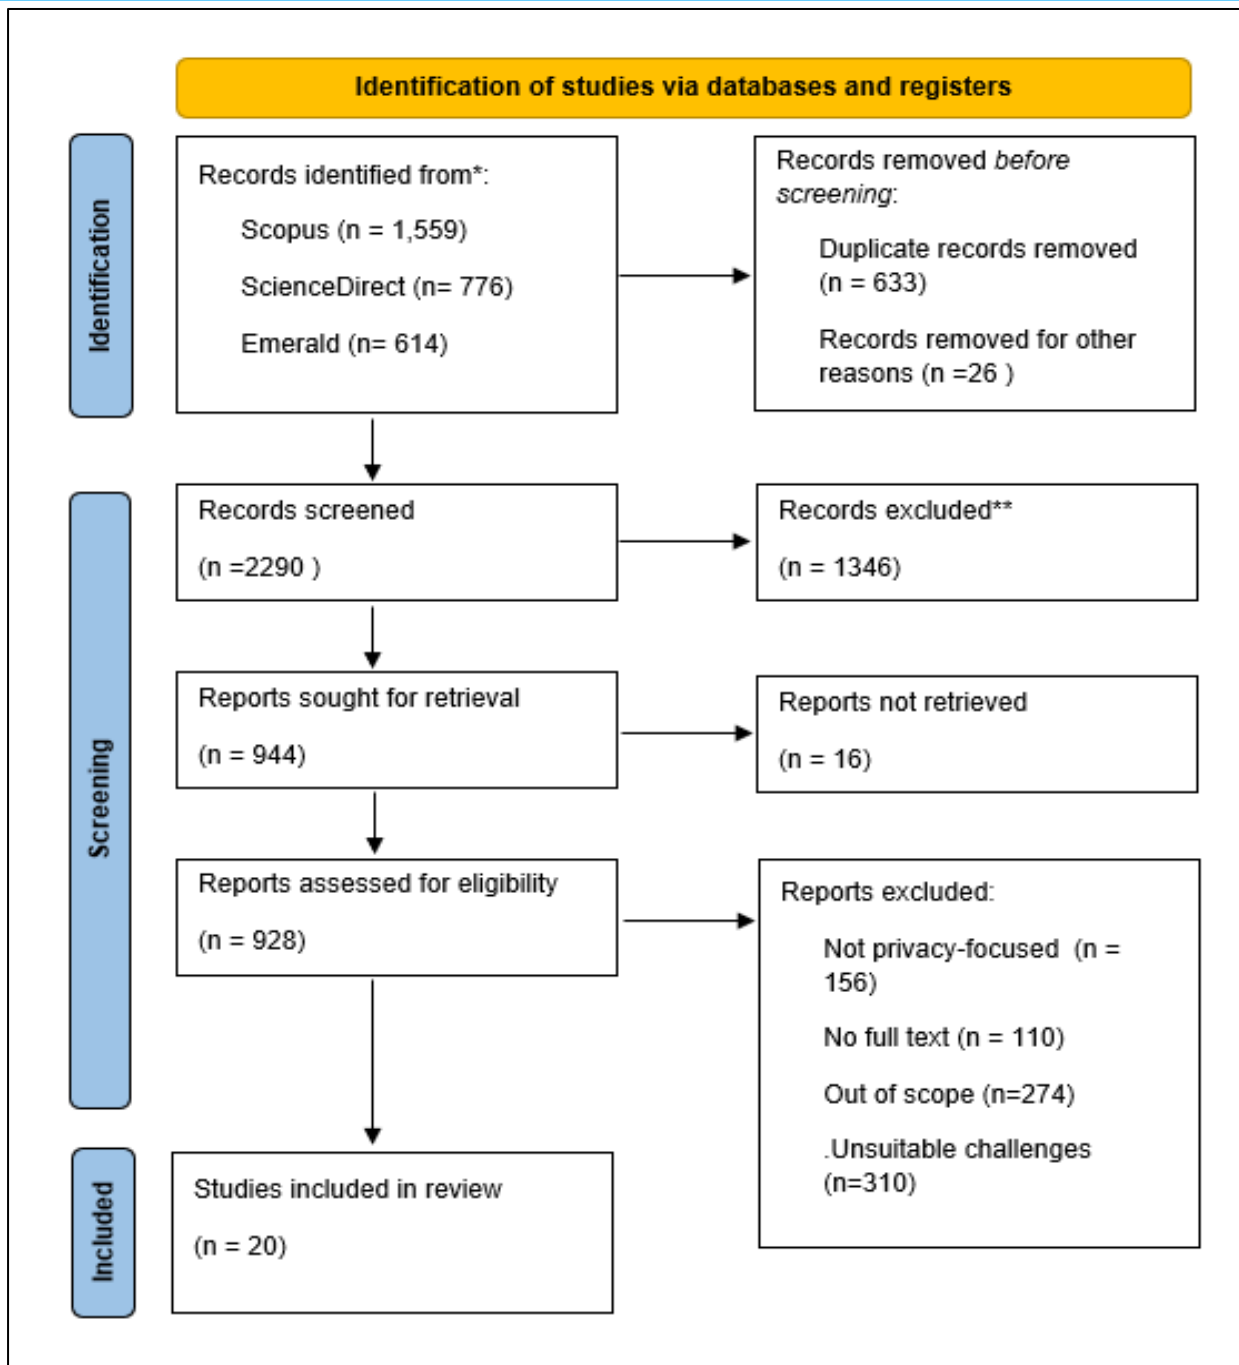 Identification of studies via databases and registers
Identification
Records identified from*:
Scopus (n = 1,559)
ScienceDirect (n= 776)
Emerald (n= 614)
Records removed before
screening:
Duplicate records removed
(n = 633)
Records removed for other
reasons (n =26 )
Screening
Records screened
(n =2290 )
Records excluded**
(n = 1346)
Reports sought for retrieval
(n = 944)
Reports not retrieved
(n = 16)
Reports assessed for eligibility
(n = 928)
Reports excluded:
Not privacy-focused (n =
156)
No full text (n = 110)
Out of scope (n=274)
.Unsuitable challenges
(n=310)
Included
Studies included in review
(n = 20)